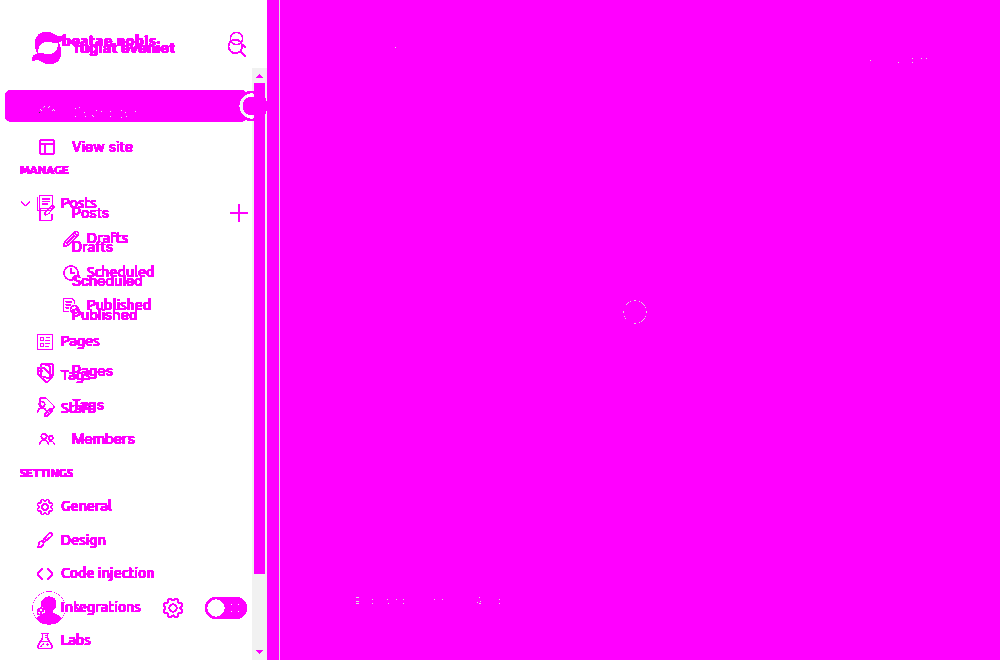 beatae nobis
fugiat eveniet
View site
MANAGE
Posts
Posts
Drafts
Drafts
Scheduled
Scheduled
Published
Published
Pages
Pages
Tags
Staff
Tags
Members
SETTINGS
General
Design
Code injection
Integrations
Labs